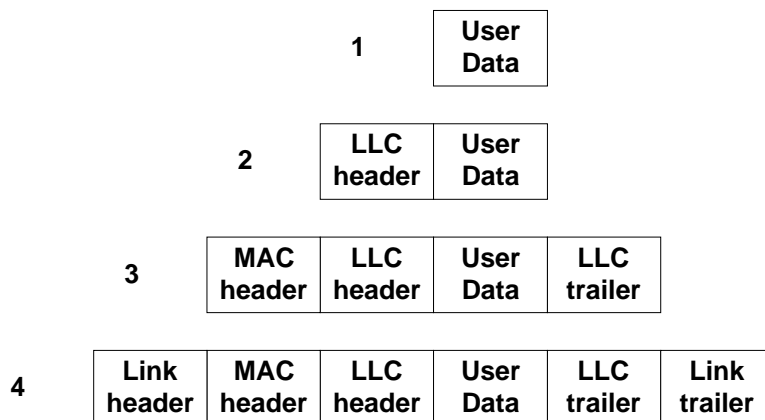 1
User
Data
2
LLC
header
User
Data
3
MAC
header
LLC
header
User
Data
LLC
trailer
4
Link
header
MAC
header
LLC
header
User
Data
LLC
trailer
Link
trailer